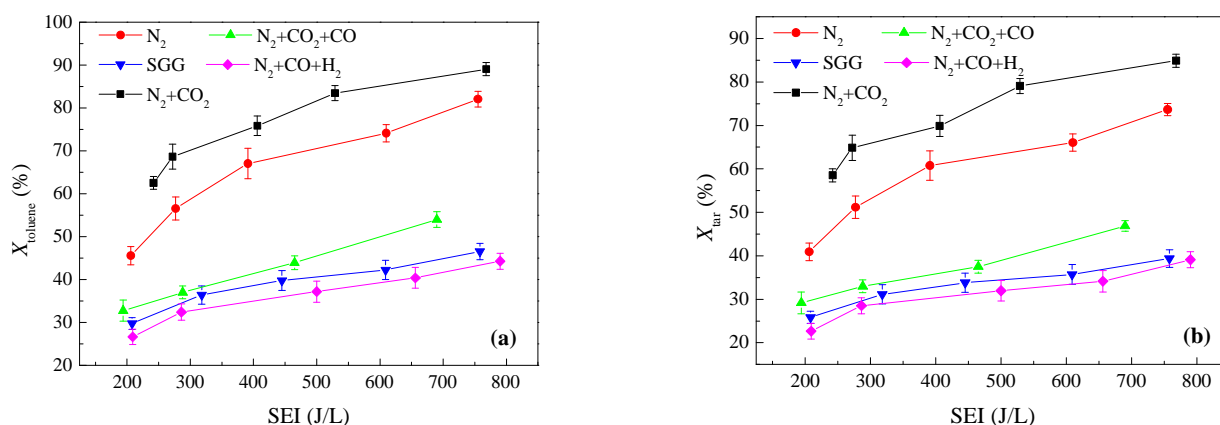 100
90
80
70
60
50
40
30
20
X_toluene (%)
N₂
N₂+CO₂+CO
SGG
N₂+CO+H₂
N₂+CO₂
(a)
200 300 400 500 600 700 800
SEI (J/L)
90
80
70
60
50
40
30
20
X_tar (%)
N₂
N₂+CO₂+CO
SGG
N₂+CO+H₂
N₂+CO₂
(b)
200 300 400 500 600 700 800
SEI (J/L)